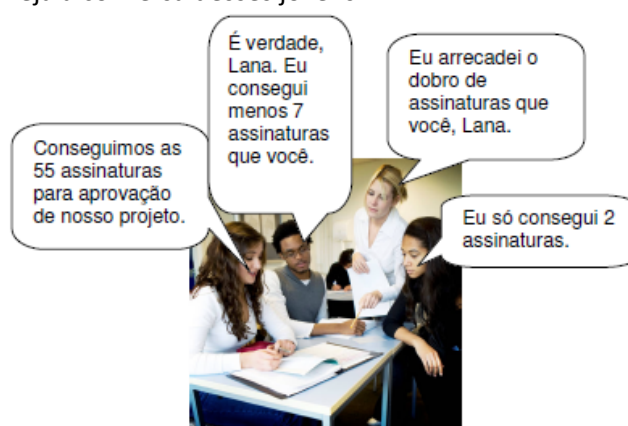 É verdade,
Lana. Eu
consegui
menos 7
assinaturas
que você.
Eu arrecadei o
dobro de
assinaturas que
você, Lana.
Conseguimos as
55 assinaturas
para aprovação
de nosso projeto.
Eu só consegui 2
assinaturas.